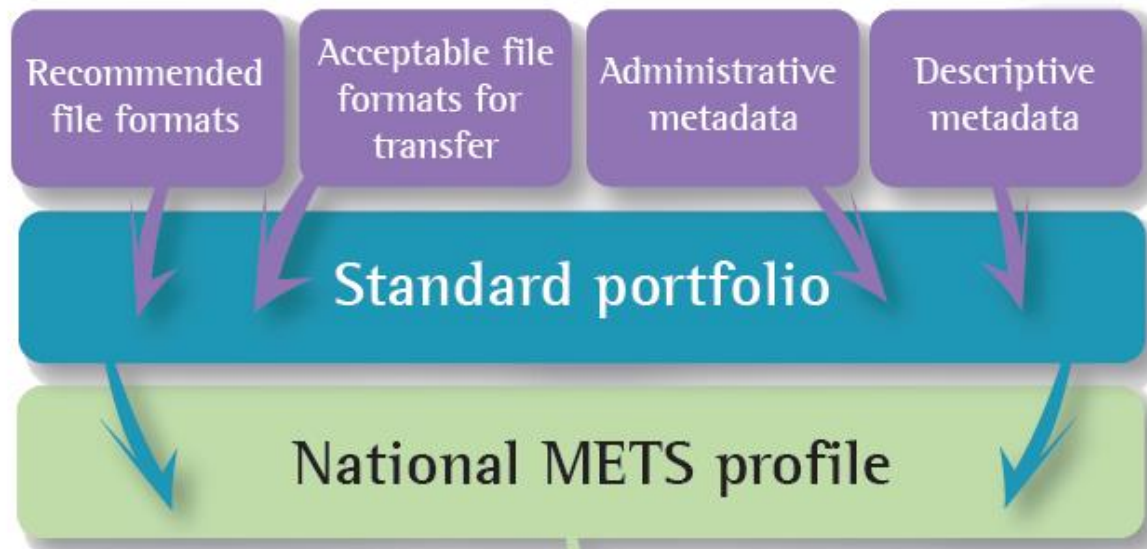 Recommended
file formats
Acceptable file
formats for
transfer
Administrative
metadata
Descriptive
metadata
Standard portfolio
National METS profile